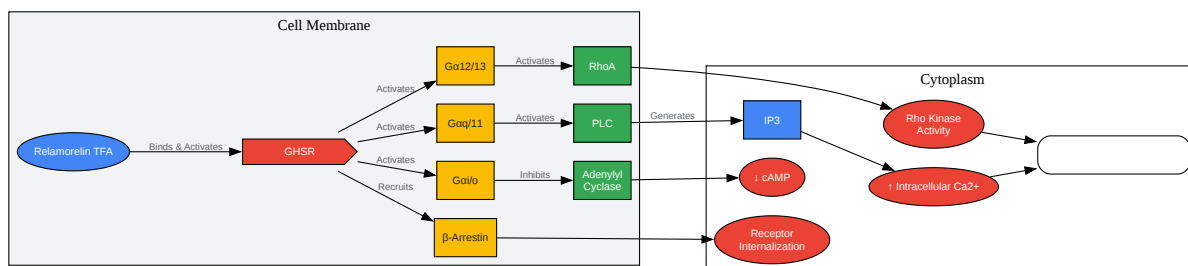 Cell Membrane
Cytoplasm
Relamorelin TFA
Binds & Activates
GHSR
Activates
Activates
Activates
Recruits
Gα12/13
Gαq/11
Gαi/o
β-Arrestin
Activates
Activates
Inhibits
RhoA
PLC
Adenylyl
Cyclase
Generates
IP3
↓ cAMP
Receptor
Internalization
Rho Kinase
Activity
↑ Intracellular Ca2+